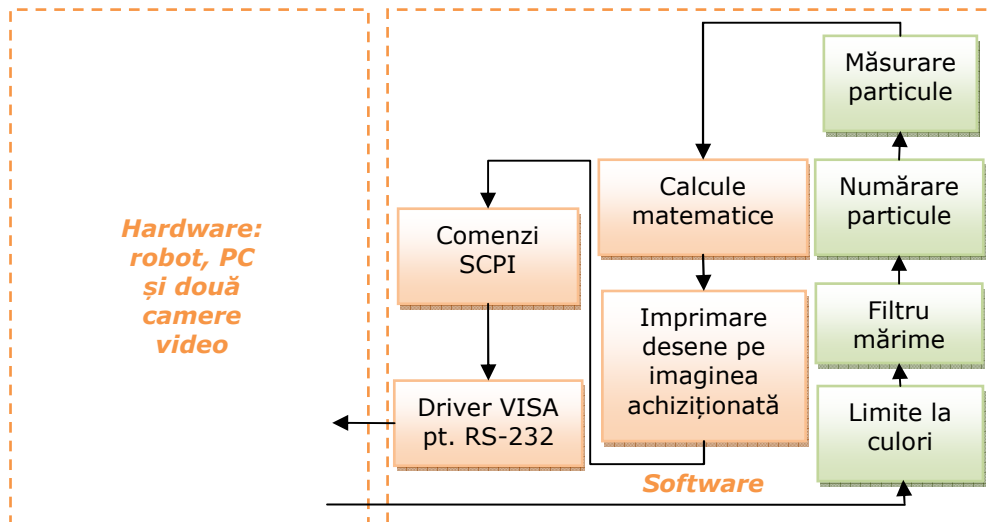 Hardware:
robot, PC
și două
camere
video
Comenzi
SCPI
Driver VISA
pt. RS-232
Calcule
matematice
Imprimare
desene pe
imaginea
achiziționată
Măsurare
particule
Numărare
particule
Filtru
mărime
Limite la
culori
Software